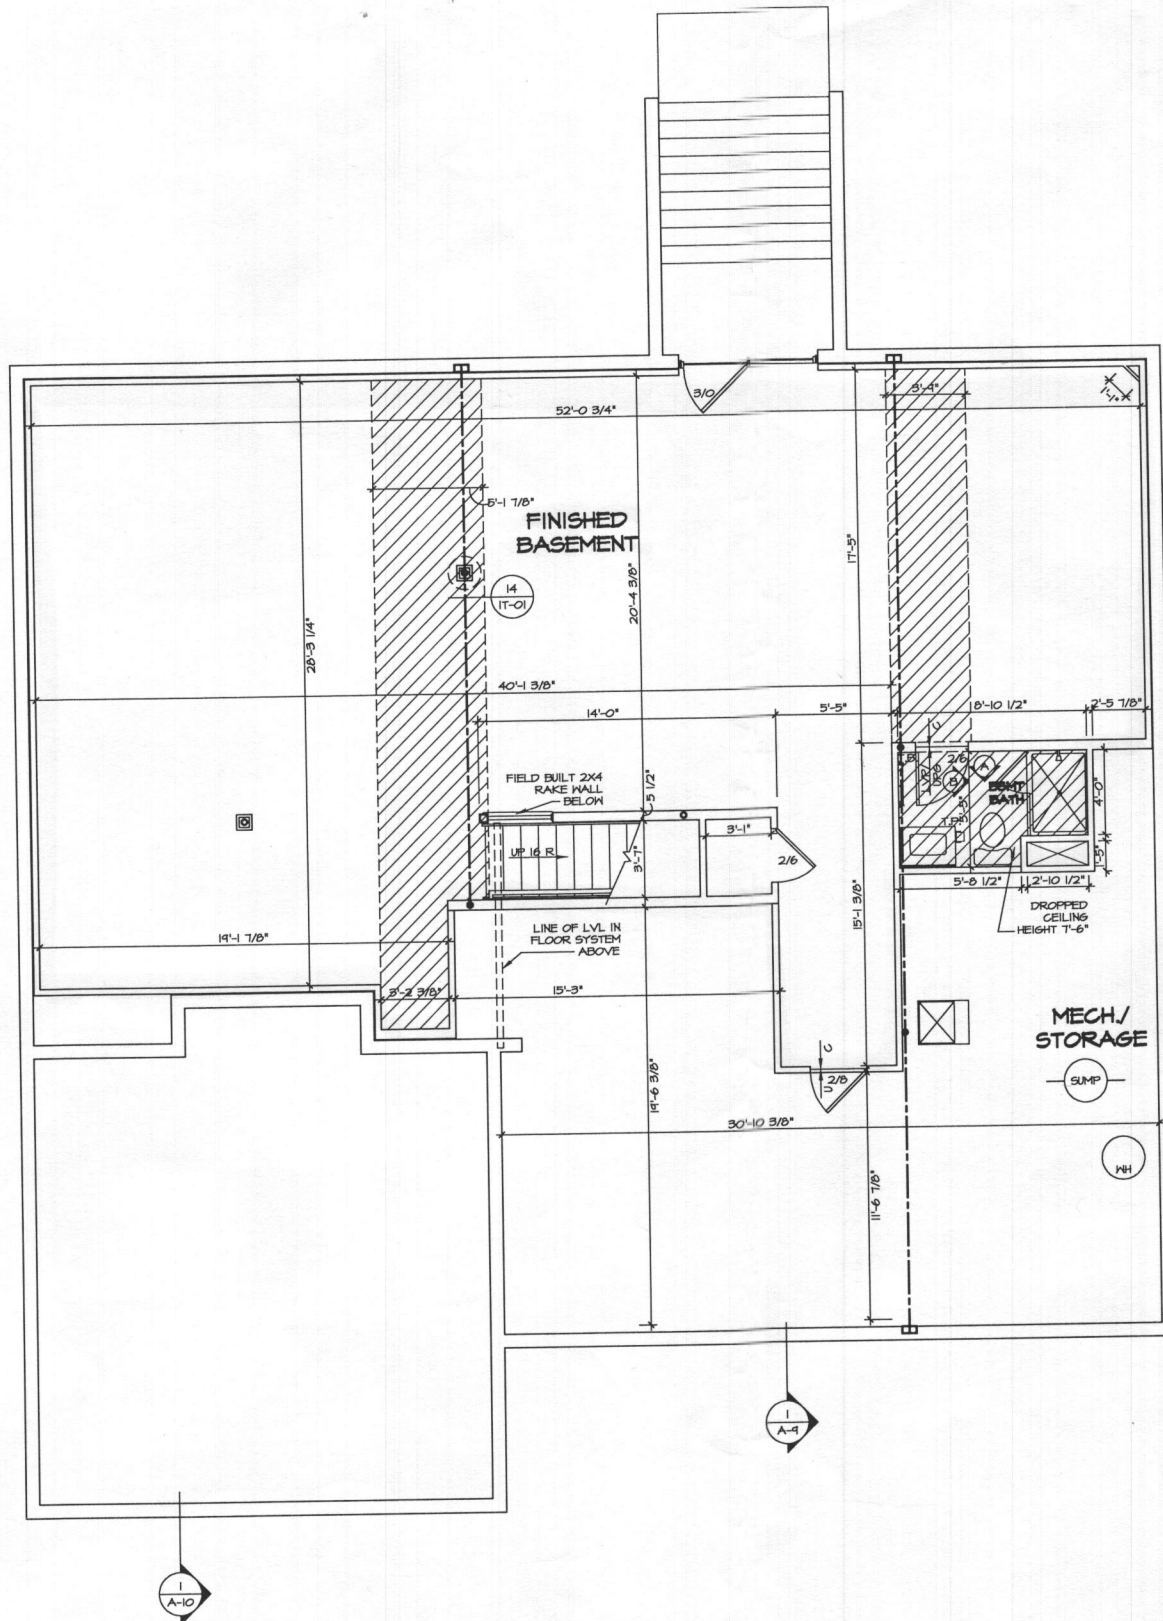 3/0
3'-9"
52'-0 3/4"
5'-1 7/8"
FINISHED
BASEMENT
17'-5"
14
1T-01
20'-4 3/8"
28'-3 1/4"
40'-1 3/8"
14'-0"
5'-5"
8'-10 1/2"
2'-5 7/8"
C
2/6
A
B
BSMT
BATH
4'-0"
5'-5"
T.P.
1'-5"
FIELD BUILT 2X4
RAKE WALL
BELOW
5 1/2"
UP 16 R
3'-7"
3'-1"
2/6
5'-8 1/2"
2'-10 1/2"
DROPPED
CEILING
HEIGHT 7'-6"
15'-1 3/8"
LINE OF LVL IN
FLOOR SYSTEM
ABOVE
19'-1 7/8"
3'-2 3/8"
15'-3"
MECH./
STORAGE
SUMP
C
U
2/8
19'-6 3/8"
30'-10 3/8"
WH
11'-6 7/8"
1
A-9
1
A-10